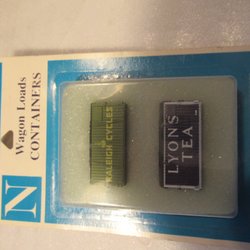 Wagon Loads
CONTAINERS
N
RALEIGH CYCLES
LYONS
TEA